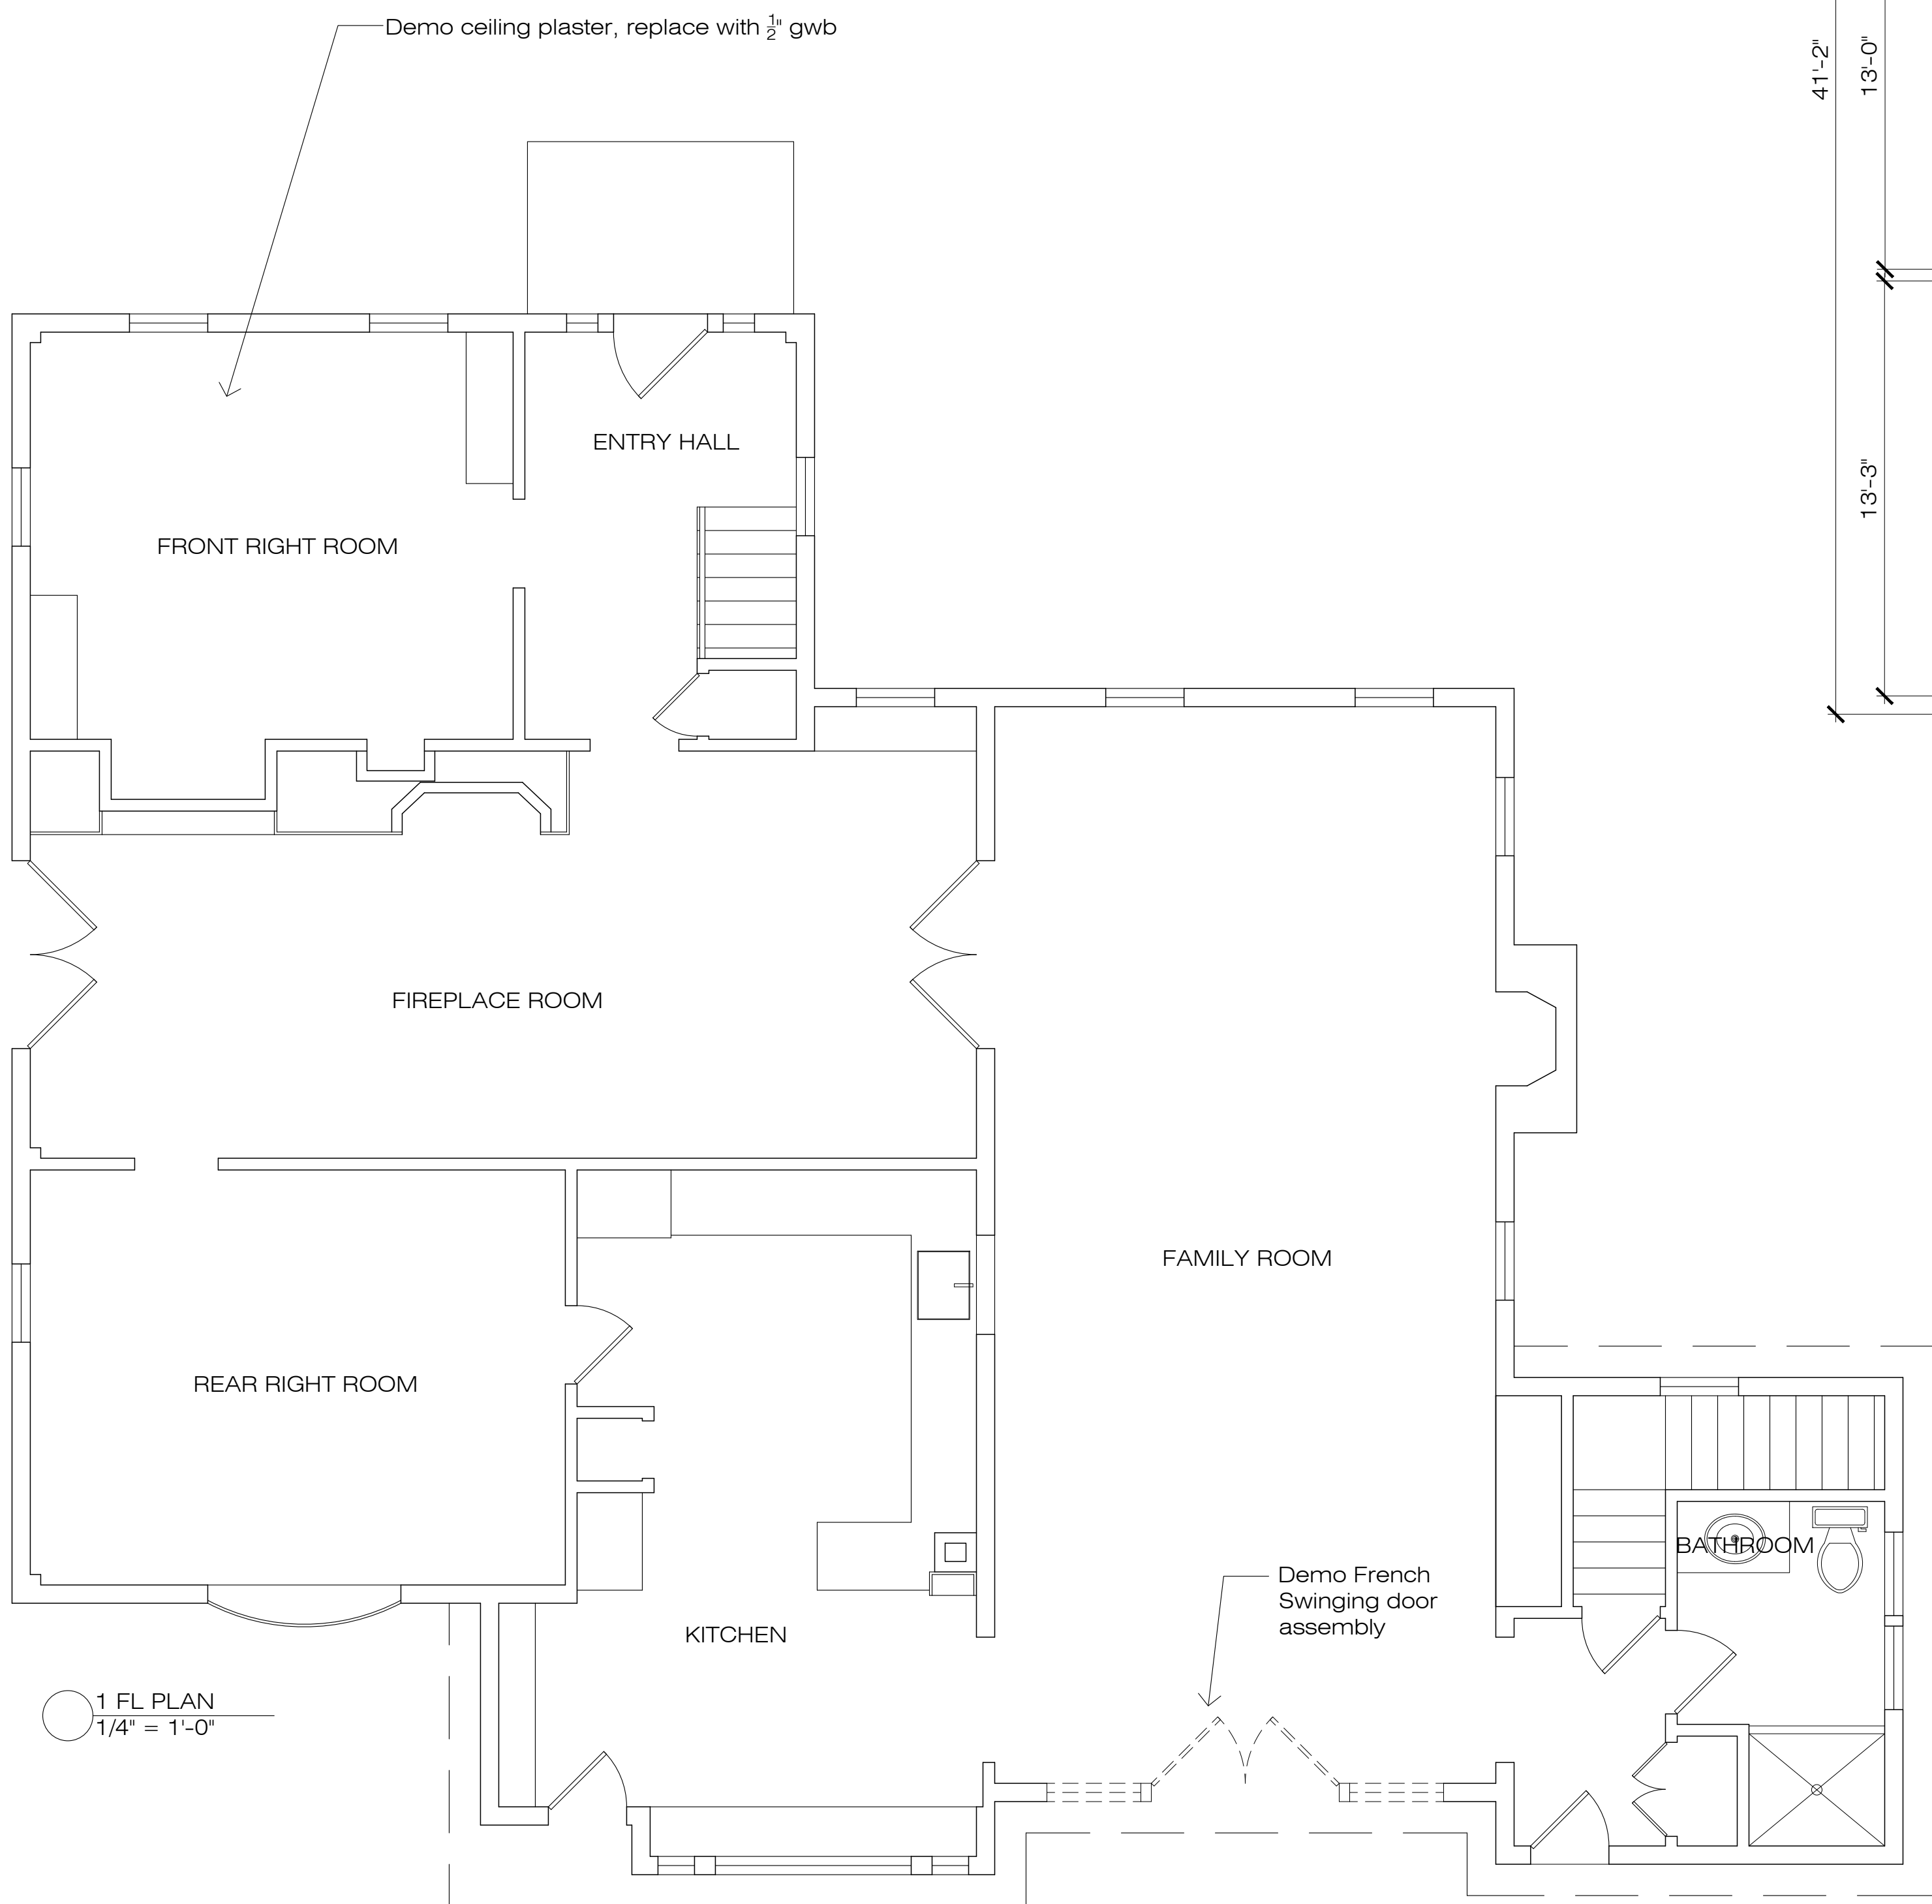 Demo ceiling plaster, replace with 1/2" gwb
41'-2"
13'-0"
ENTRY HALL
13'-3"
FRONT RIGHT ROOM
FIREPLACE ROOM
FAMILY ROOM
REAR RIGHT ROOM
BATHROOM
Demo French
Swinging door
assembly
KITCHEN
1 FL PLAN
1/4" = 1'-0"